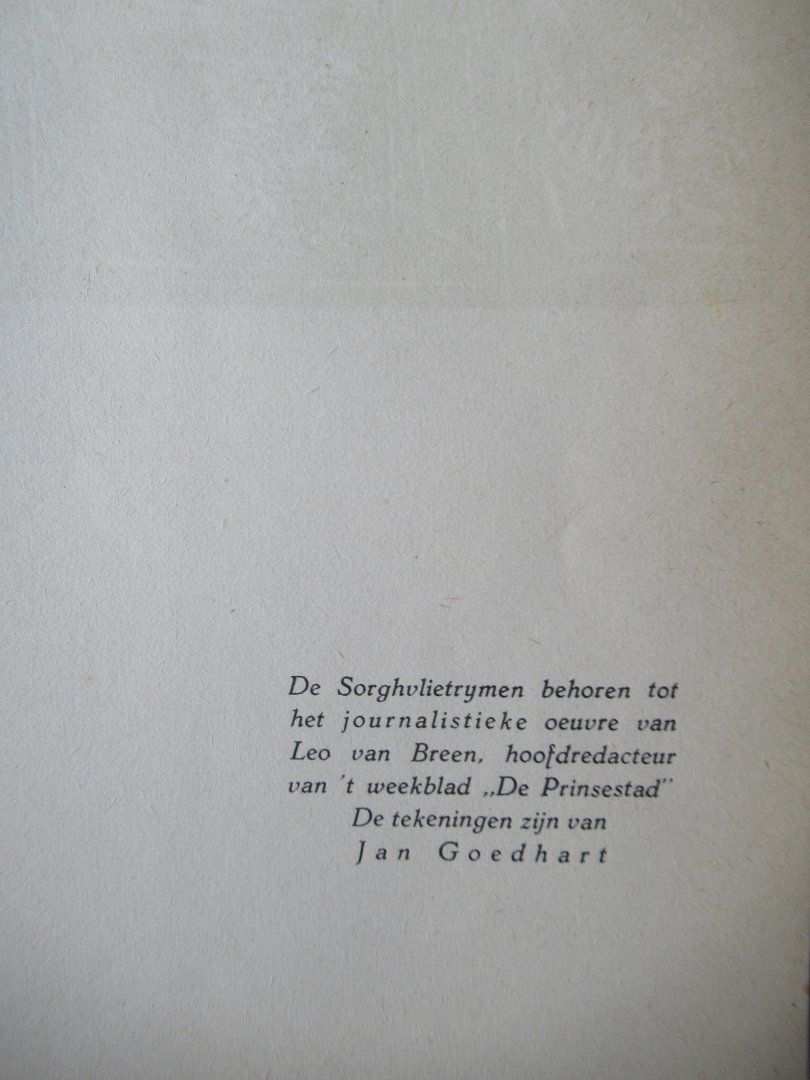 De Sorghvlietrymen behoren tot
het journalistieke oeuvre van
Leo van Breen, hoofdredacteur
van 't weekblad „De Prinsestad”
De tekeningen zijn van
Jan Goedhart